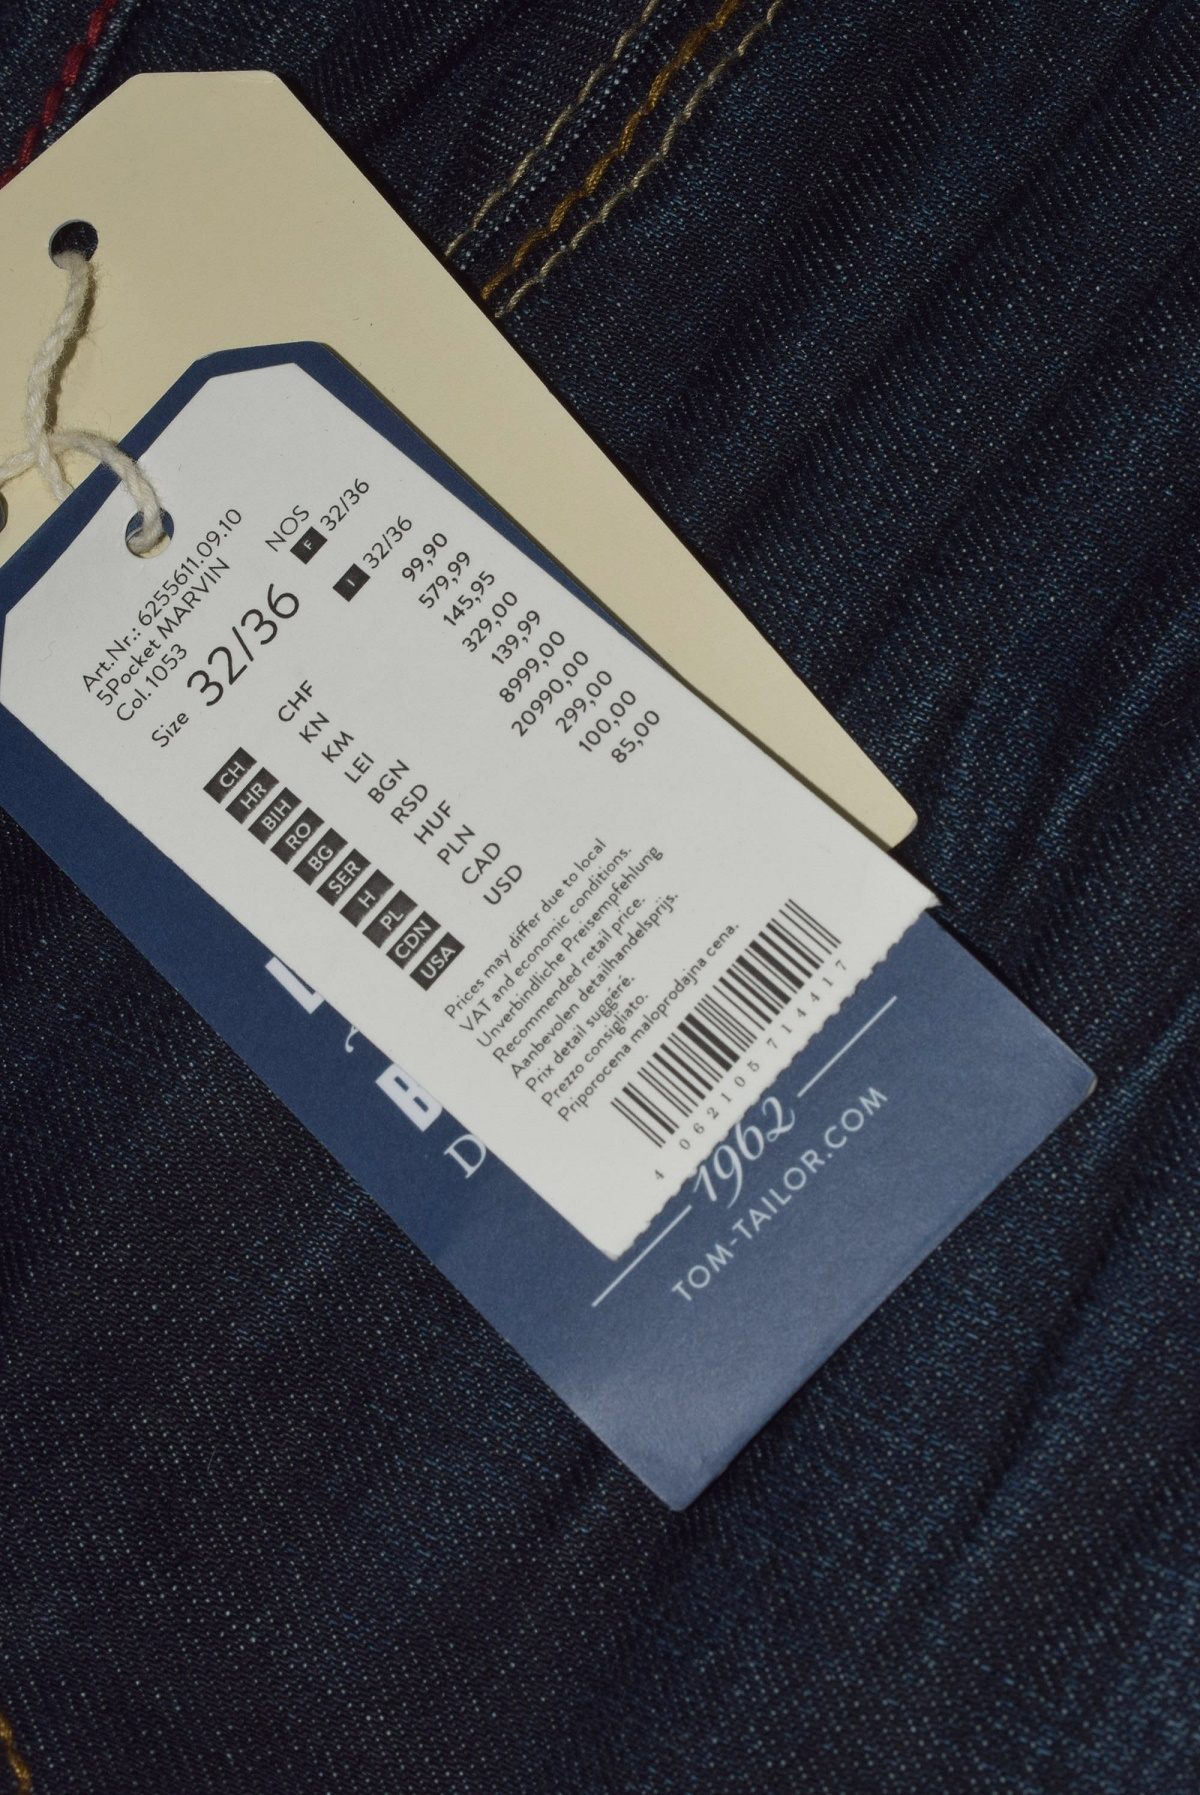 Art.Nr.: 6255611.09.10
5Pocket MARVIN NOS
Col.1053 F 32/36
Size 32/36 I 32/36
CH CHF 99,90
HR KN 579,99
BIH KM 145,95
RO LEI 329,00
BG BGN 139,99
SER RSD 8999,00
H HUF 20990,00
PL PLN 299,00
CDN CAD 100,00
USA USD 85,00
Prices may differ due to local
VAT and economic conditions.
Unverbindliche Preisempfehlung
Recommended retail price.
Aanbevolen detailhandelsprijs.
Prix detail suggéré.
Prezzo consigliato.
Priporocena maloprodajna cena.
4 062105 714417
B
D
1962
TOM-TAILOR.COM